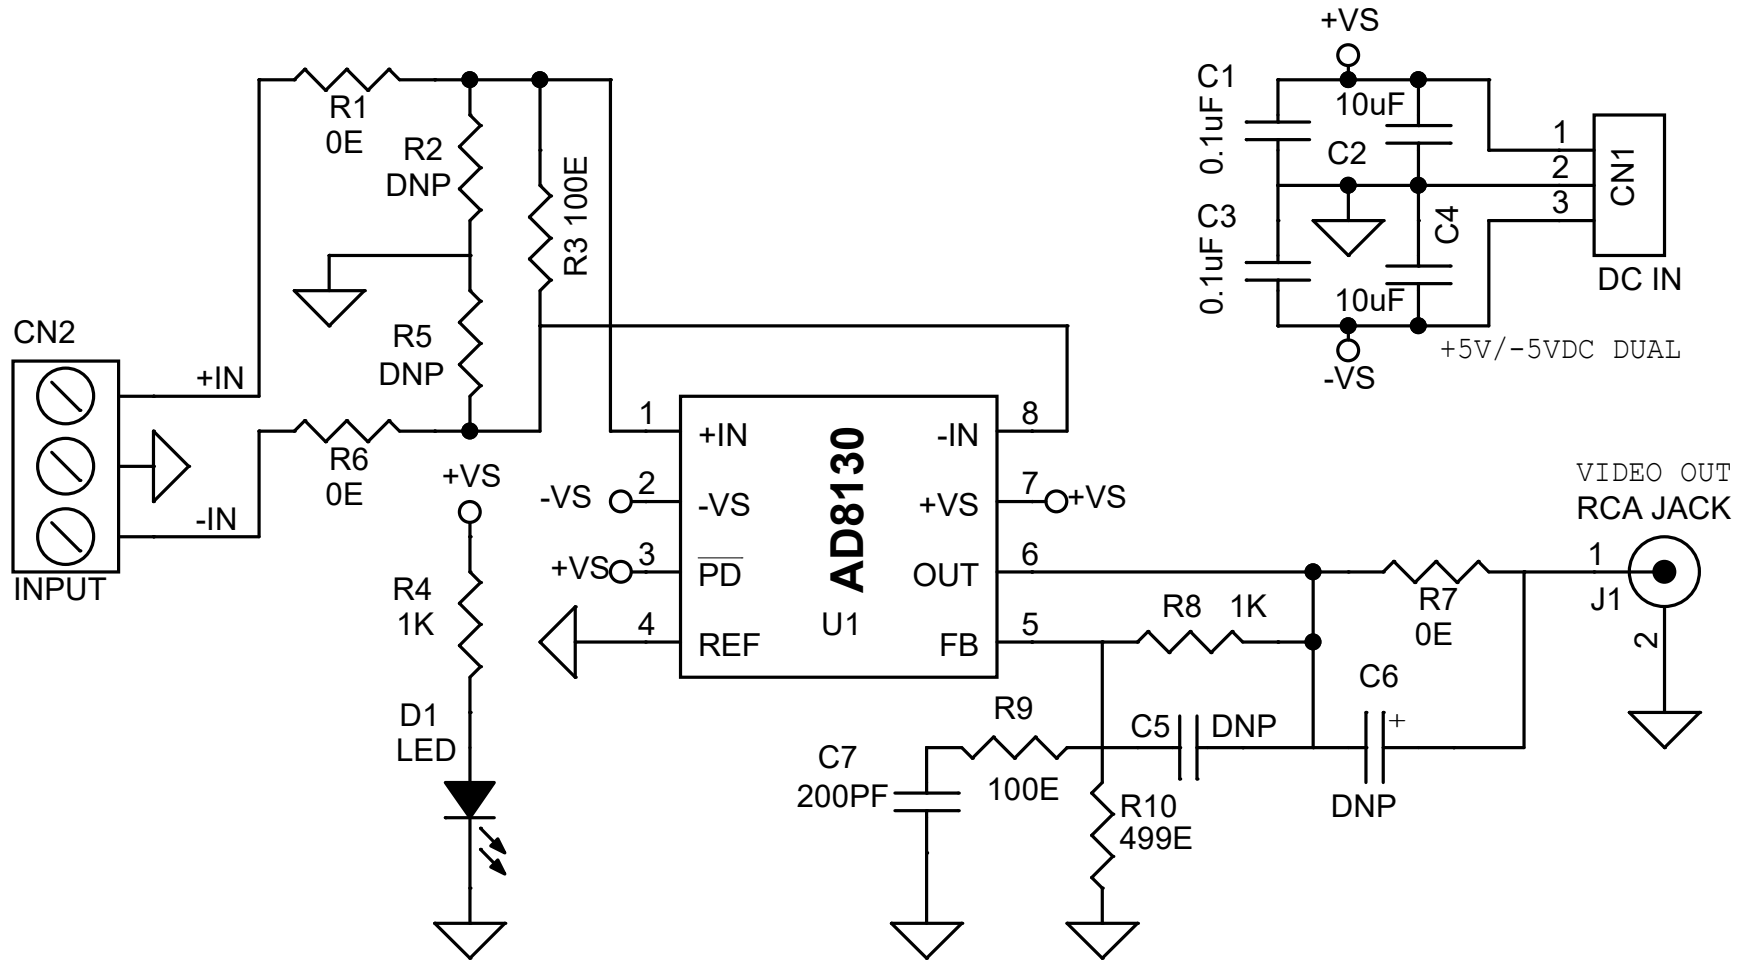 +VS
C1
0.1uF
10uF
C2
1
2
3
CN1
C3
0.1uF
C4
10uF
DC IN
-VS
+5V/-5VDC DUAL
R1
0E
R2
DNP
R3 100E
R5
DNP
CN2
+IN
-IN
INPUT
R6
0E
+VS
R4
1K
D1
LED
1
+IN
-VS
2
-VS
+VS
3
PD
4
REF
AD8130
U1
8
-IN
7
+VS
+VS
6
OUT
5
FB
R8 1K
R7
0E
VIDEO OUT
RCA JACK
1
J1
2
R9
100E
C7
200PF
C5
DNP
C6
+
DNP
R10
499E